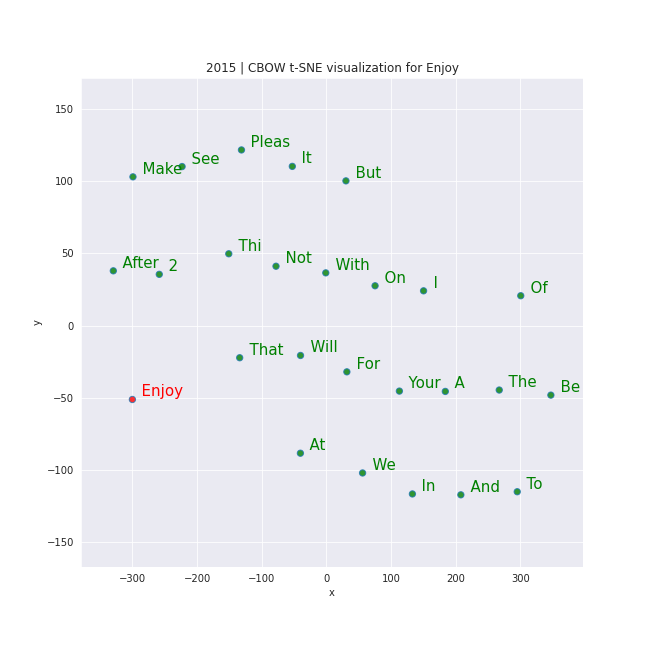 2015 | CBOW t-SNE visualization for Enjoy
150
Pleas
It
See
Make
But
100
Thi
50
Not
With
After
2
On
I
Of
y
0
Will
That
For
Enjoy
Your
A
The
Be
−50
At
We
−100
In
And
To
−150
−300 −200 −100 0 100 200 300
x